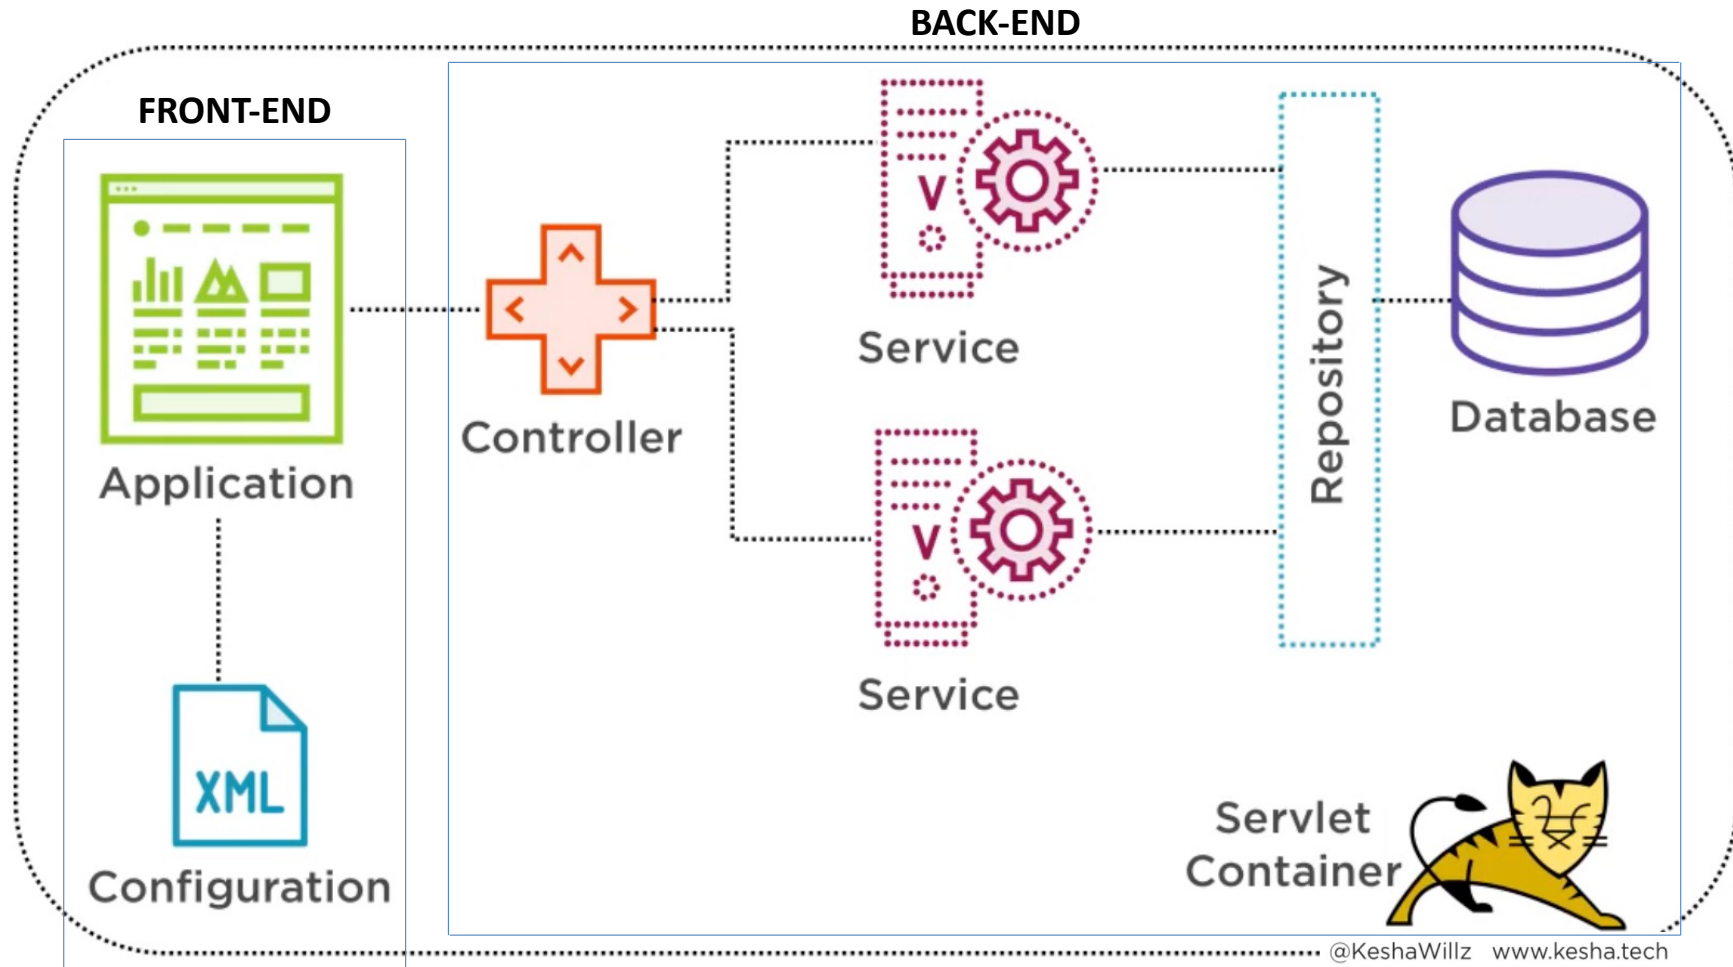 BACK-END
FRONT-END
V
Service
Repository
Database
Application
Controller
V
Service
XML
Configuration
Servlet
Container
@KeshaWillz www.kesha.tech